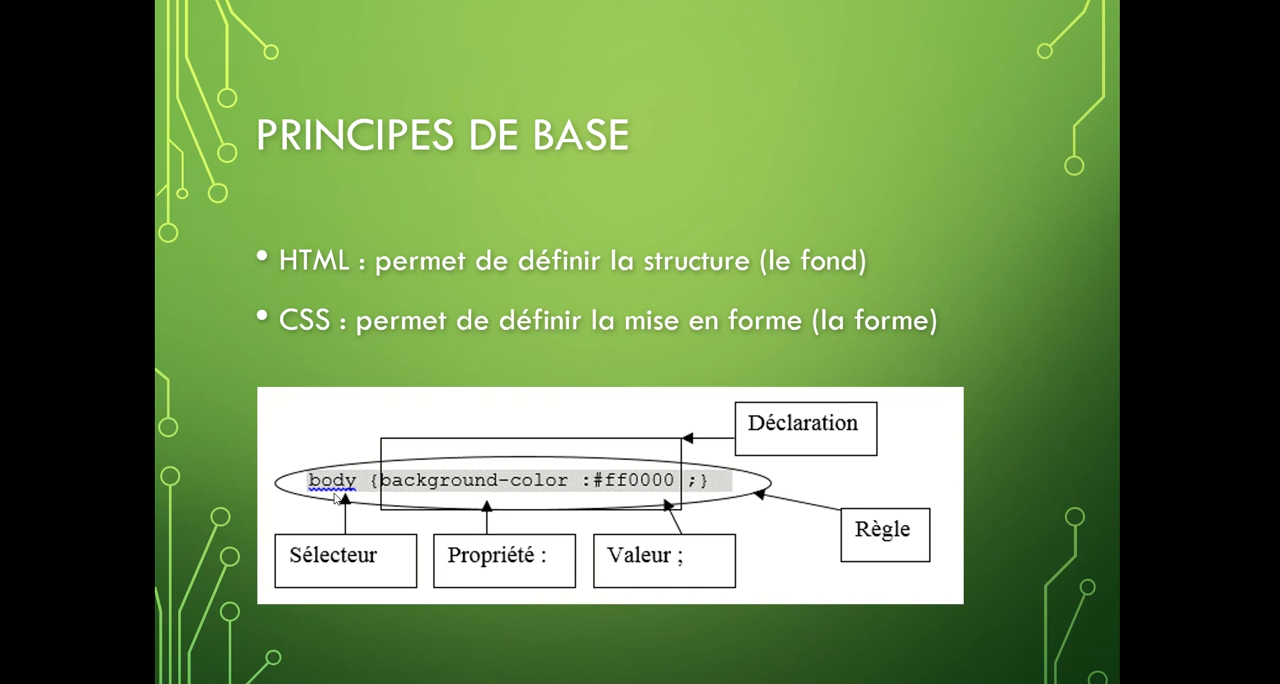 PRINCIPES DE BASE
• HTML : permet de définir la structure (le fond)
• CSS : permet de définir la mise en forme (la forme)
Déclaration
body {background-color :#ff0000 ;}
Règle
Sélecteur
Propriété :
Valeur ;